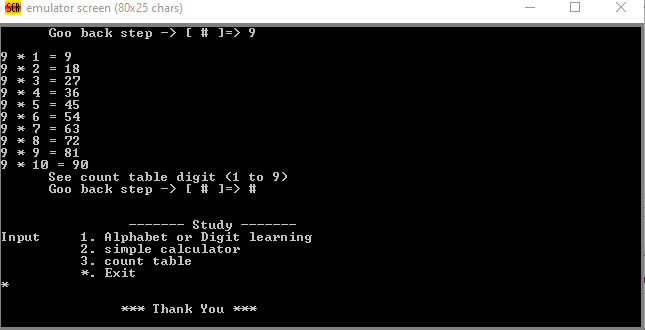 SCR emulator screen (80x25 chars)
Goo back step -> [ # ]=> 9
9 * 1 = 9
9 * 2 = 18
9 * 3 = 27
9 * 4 = 36
9 * 5 = 45
9 * 6 = 54
9 * 7 = 63
9 * 8 = 72
9 * 9 = 81
9 * 10 = 90
See count table digit (1 to 9)
Goo back step -> [ # ]=> #
------- Study -------
Input 1. Alphabet or Digit learning
2. simple calculator
3. count table
*. Exit
*
*** Thank You ***